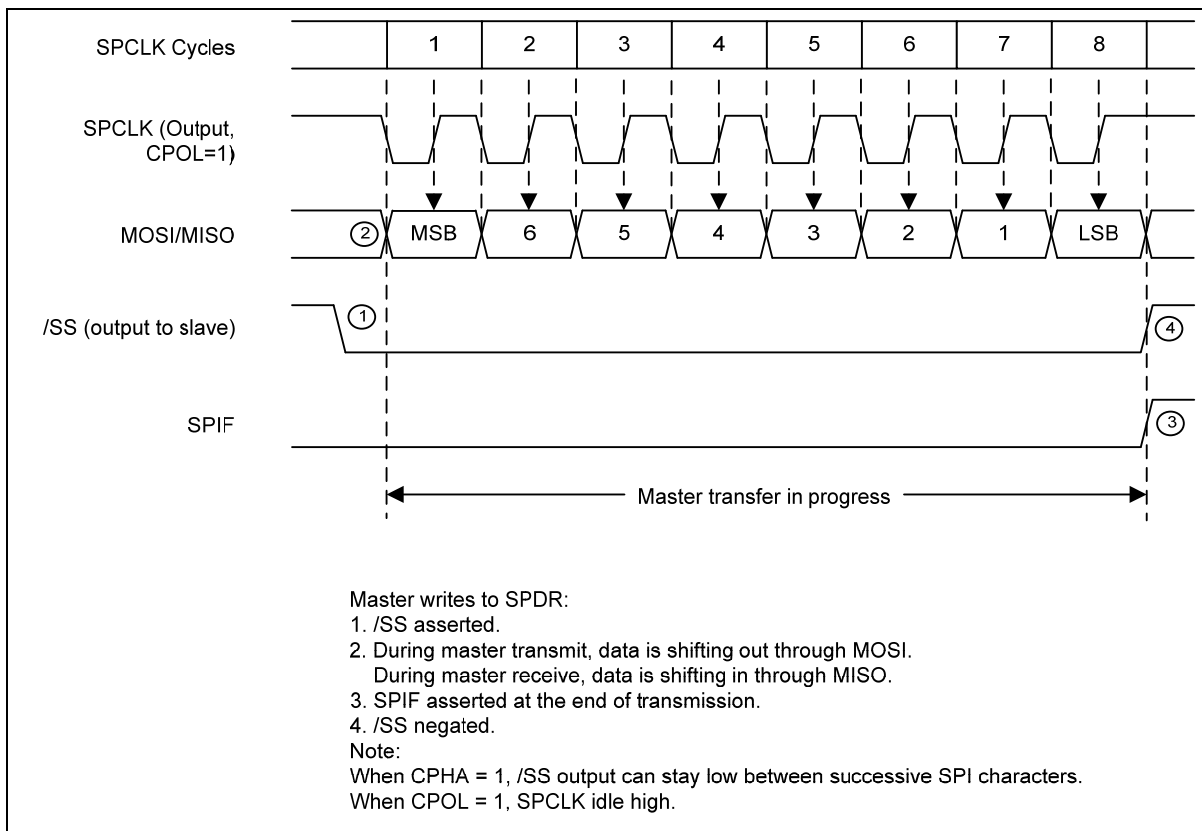 SPCLK Cycles 1 2 3 4 5 6 7 8
SPCLK (Output,
CPOL=1)
MOSI/MISO 2 MSB 6 5 4 3 2 1 LSB
/SS (output to slave) 1 4
SPIF 3
Master transfer in progress
Master writes to SPDR:
1. /SS asserted.
2. During master transmit, data is shifting out through MOSI.
During master receive, data is shifting in through MISO.
3. SPIF asserted at the end of transmission.
4. /SS negated.
Note:
When CPHA = 1, /SS output can stay low between successive SPI characters.
When CPOL = 1, SPCLK idle high.